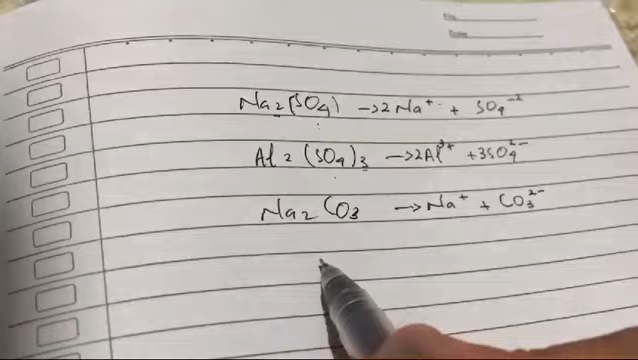 Na₂(SO₄) → 2Na⁺ + SO₄⁻²
Al₂(SO₄)₃ → 2Al³⁺ + 3SO₄²⁻
Na₂CO₃ → Na⁺ + CO₃²⁻